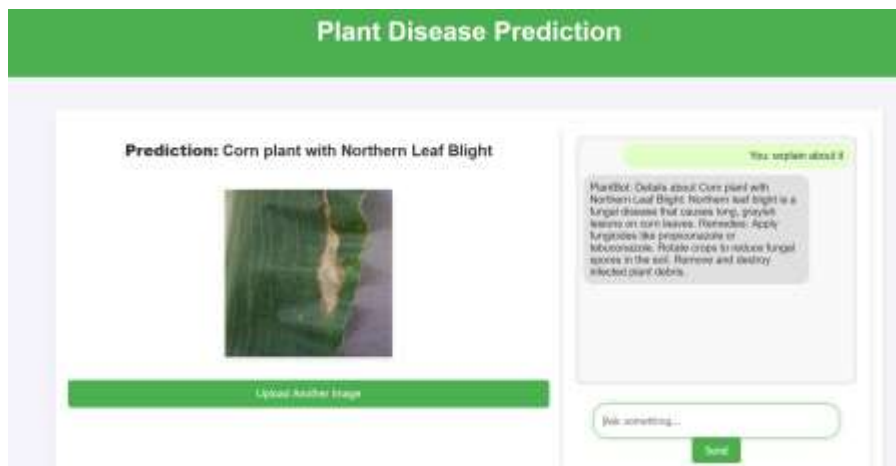 Plant Disease Prediction
Prediction: Corn plant with Northern Leaf Blight
Upload Another Image
You: explain about it
PlantBot: Details about Corn plant with
Northern Leaf Blight: Northern leaf blight is a
fungal disease that causes long, grayish
lesions on corn leaves. Remedies: Apply
fungicides like propiconazole or
tebuconazole. Rotate crops to reduce fungal
spores in the soil. Remove and destroy
infected plant debris.
Ask something...
Send